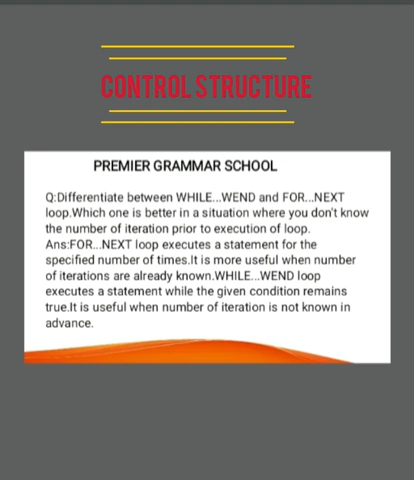 CONTROL STRUCTURE
PREMIER GRAMMAR SCHOOL
Q:Differentiate between WHILE...WEND and FOR...NEXT
loop.Which one is better in a situation where you don't know
the number of iteration prior to execution of loop.
Ans:FOR...NEXT loop executes a statement for the
specified number of times.It is more useful when number
of iterations are already known.WHILE...WEND loop
executes a statement while the given condition remains
true.It is useful when number of iteration is not known in
advance.